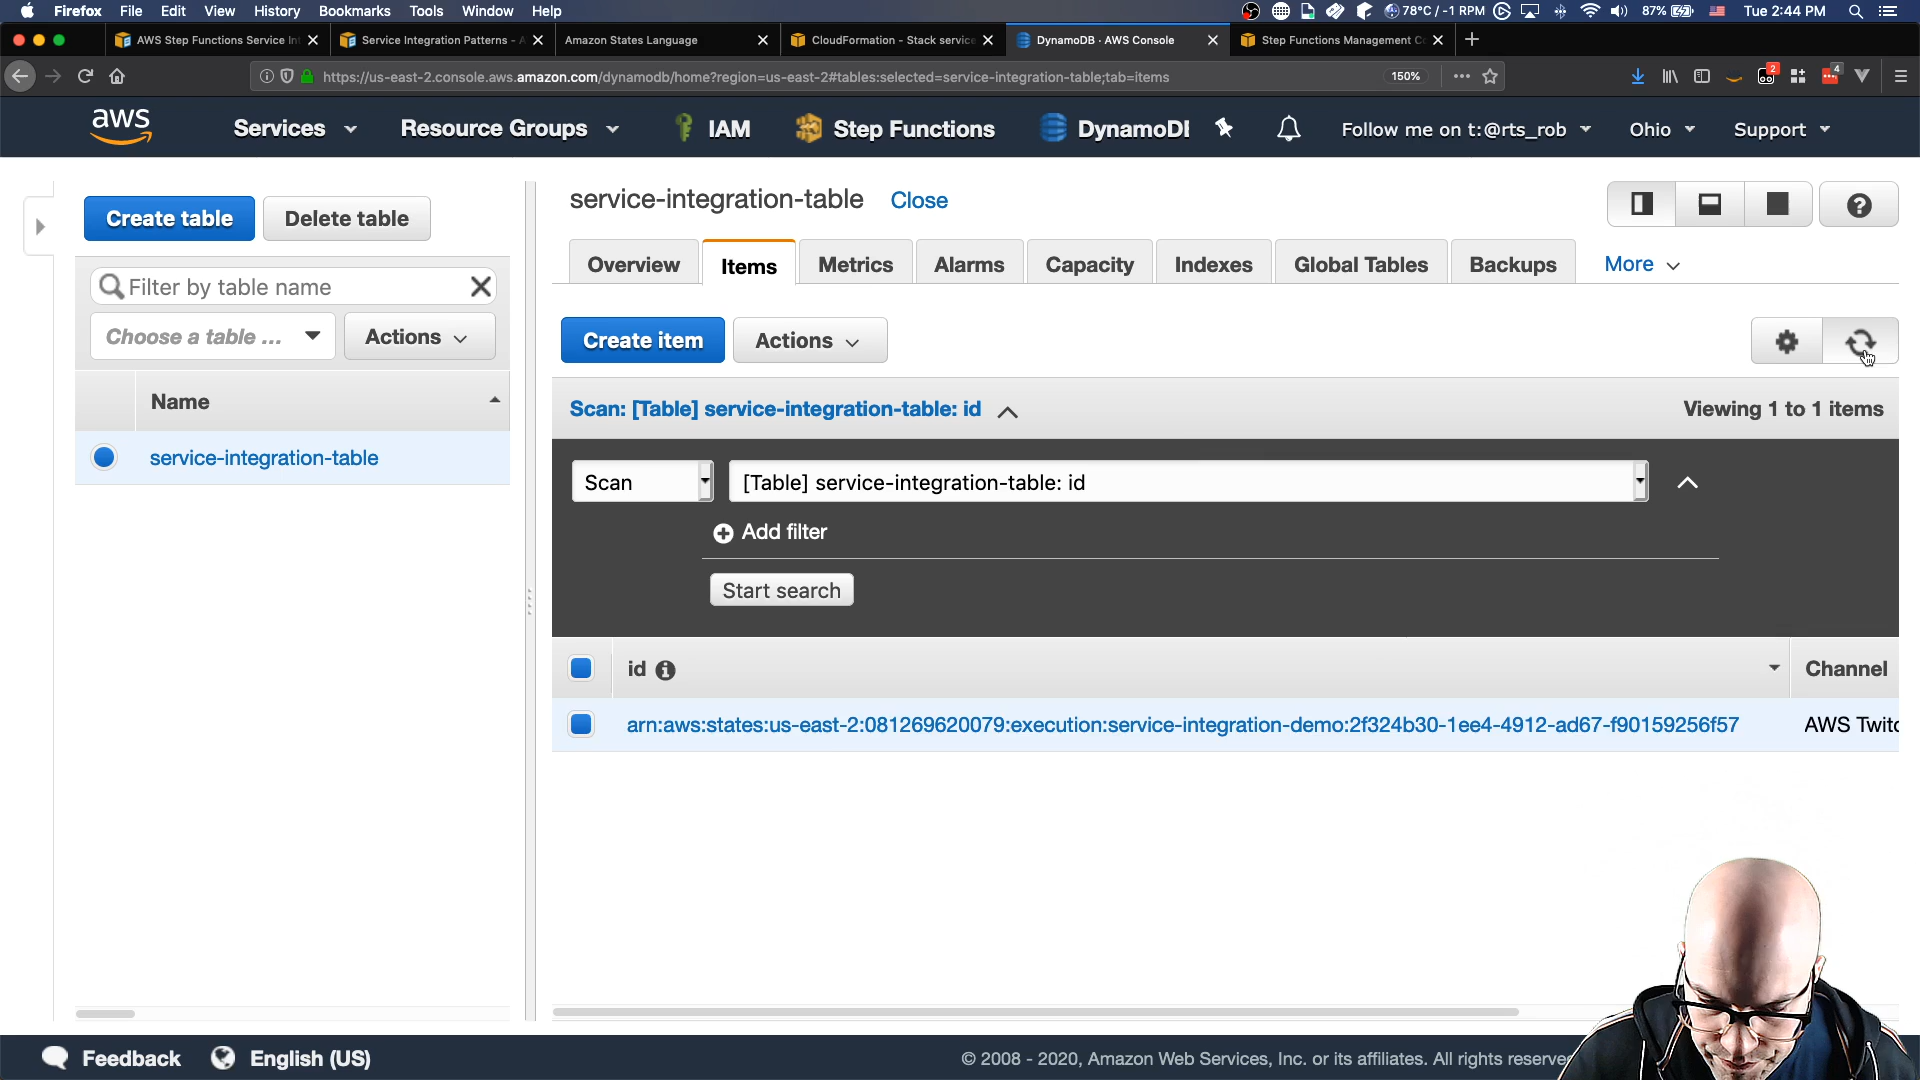 Firefox File Edit View History Bookmarks Tools Window Help
78°C / -1 RPM 87% Tue 2:44 PM
AWS Step Functions Service In
Service Integration Patterns - A
Amazon States Language
CloudFormation - Stack service
DynamoDB · AWS Console
Step Functions Management C
https://us-east-2.console.aws.amazon.com/dynamodb/home?region=us-east-2#tables:selected=service-integration-table;tab=items
150%
2
4
aws
Services
Resource Groups
IAM
Step Functions
DynamoDB
Follow me on t:@rts_rob
Ohio
Support
Create table
Delete table
Filter by table name
Choose a table ...
Actions
Name
service-integration-table
service-integration-table Close
Overview Items Metrics Alarms Capacity Indexes Global Tables Backups More
Create item
Actions
Scan: [Table] service-integration-table: id
Viewing 1 to 1 items
Scan
[Table] service-integration-table: id
Add filter
Start search
id
Channel
arn:aws:states:us-east-2:081269620079:execution:service-integration-demo:2f324b30-1ee4-4912-ad67-f90159256f57
AWS Twitc
Feedback
English (US)
© 2008 - 2020, Amazon Web Services, Inc. or its affiliates. All rights reserve